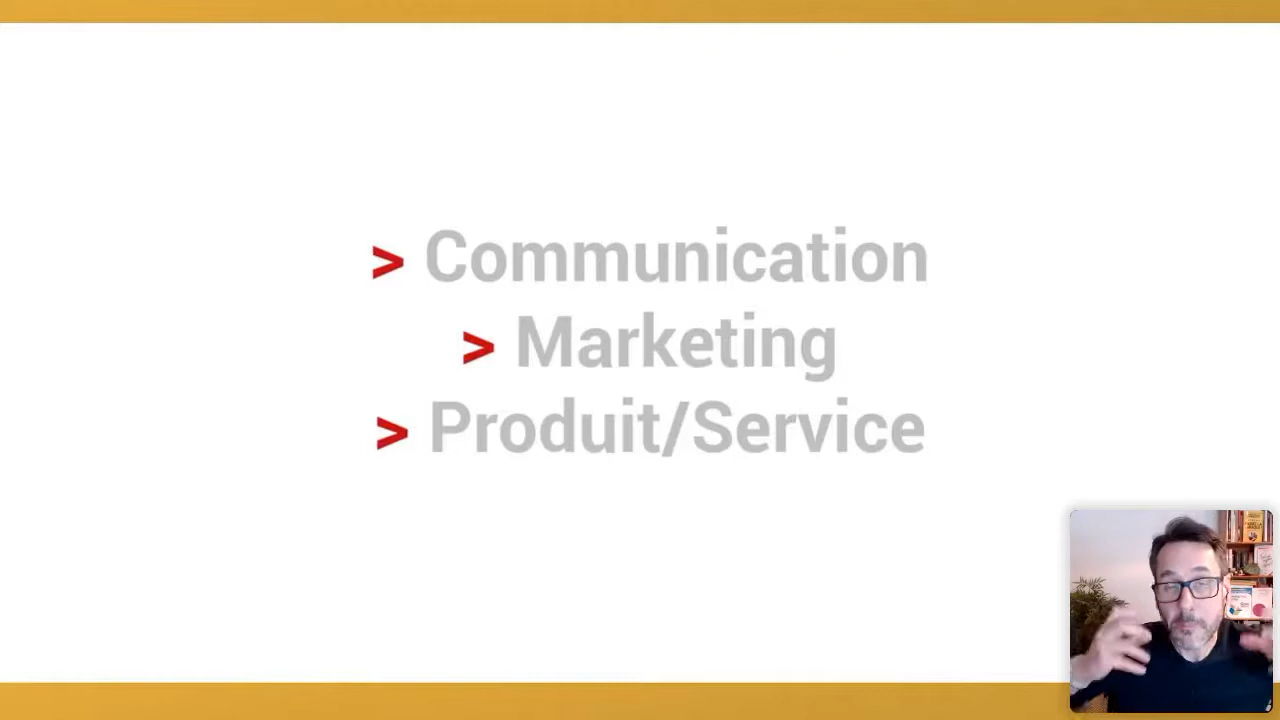 > Communication
> Marketing
> Produit/Service